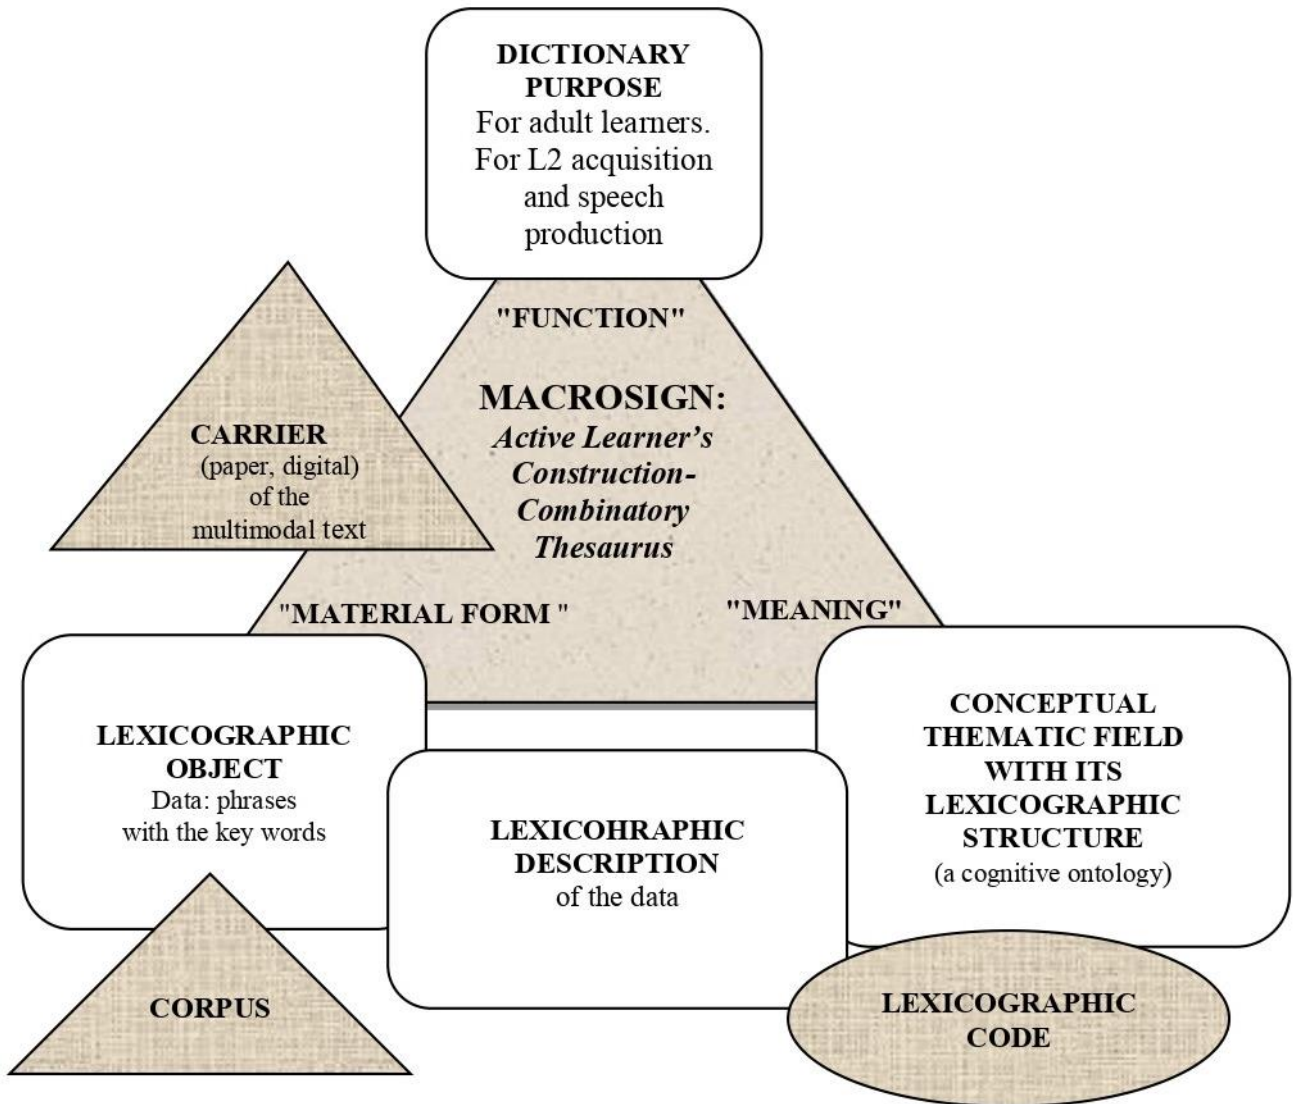 DICTIONARY
PURPOSE
For adult learners.
For L2 acquisition
and speech
production
"FUNCTION"
MACROSIGN:
Active Learner’s
Construction-
Combinatory
Thesaurus
CARRIER
(paper, digital)
of the
multimodal text
"MATERIAL FORM "
"MEANING"
LEXICOGRAPHIC
OBJECT
Data: phrases
with the key words
LEXICOHRAPHIC
DESCRIPTION
of the data
CONCEPTUAL
THEMATIC FIELD
WITH ITS
LEXICOGRAPHIC
STRUCTURE
(a cognitive ontology)
CORPUS
LEXICOGRAPHIC
CODE